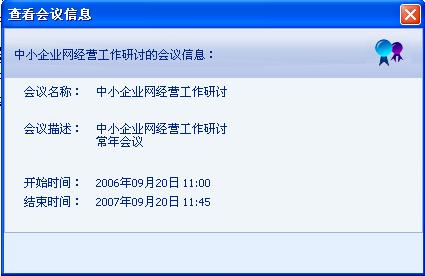 查看会议信息
中小企业网经营工作研讨的会议信息：
会议名称： 中小企业网经营工作研讨
会议描述： 中小企业网经营工作研讨
常年会议
开始时间： 2006年09月20日 11:00
结束时间： 2007年09月20日 11:45